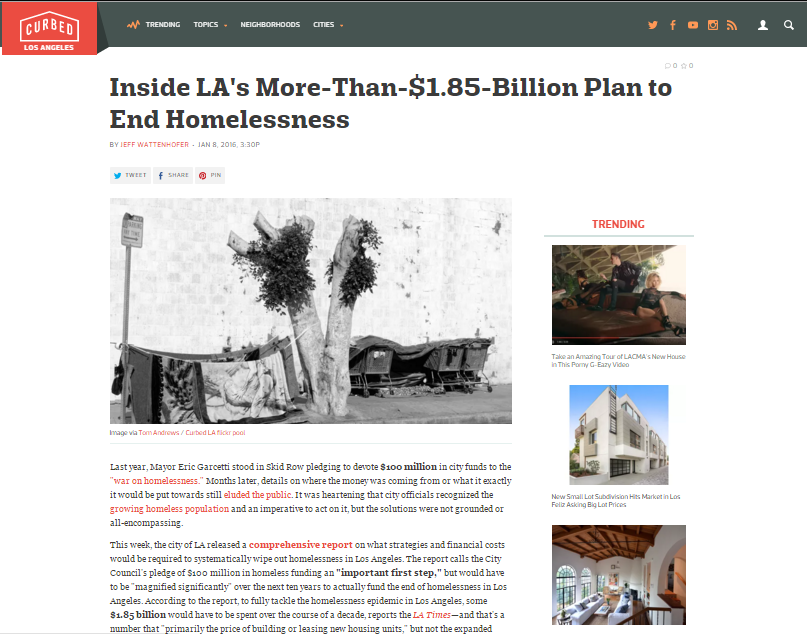 CURBED
LOS ANGELES
TRENDING
TOPICS
NEIGHBORHOODS
CITIES
0 0
Inside LA's More-Than-$1.85-Billion Plan to
End Homelessness
BY JEFF WATTENHOFER - JAN 8, 2016, 3:30P
TWEET
SHARE
PIN
Image via Tom Andrews / Curbed LA flickr pool
Last year, Mayor Eric Garcetti stood in Skid Row pledging to devote $100 million in city funds to the
"war on homelessness." Months later, details on where the money was coming from or what it exactly
it would be put towards still eluded the public. It was heartening that city officials recognized the
growing homeless population and an imperative to act on it, but the solutions were not grounded or
all-encompassing.
This week, the city of LA released a comprehensive report on what strategies and financial costs
would be required to systematically wipe out homelessness in Los Angeles. The report calls the City
Council's pledge of $100 million in homeless funding an "important first step," but would have
to be "magnified significantly" over the next ten years to actually fund the end of homelessness in Los
Angeles. According to the report, to fully tackle the homelessness epidemic in Los Angeles, some
$1.85 billion would have to be spent over the course of a decade, reports the LA Times—and that's a
number that "primarily the price of building or leasing new housing units," but not the expanded
TRENDING
Take an Amazing Tour of LACMA's New House
in This Porny G-Eazy Video
New Small Lot Subdivision Hits Market in Los
Feliz Asking Big Lot Prices